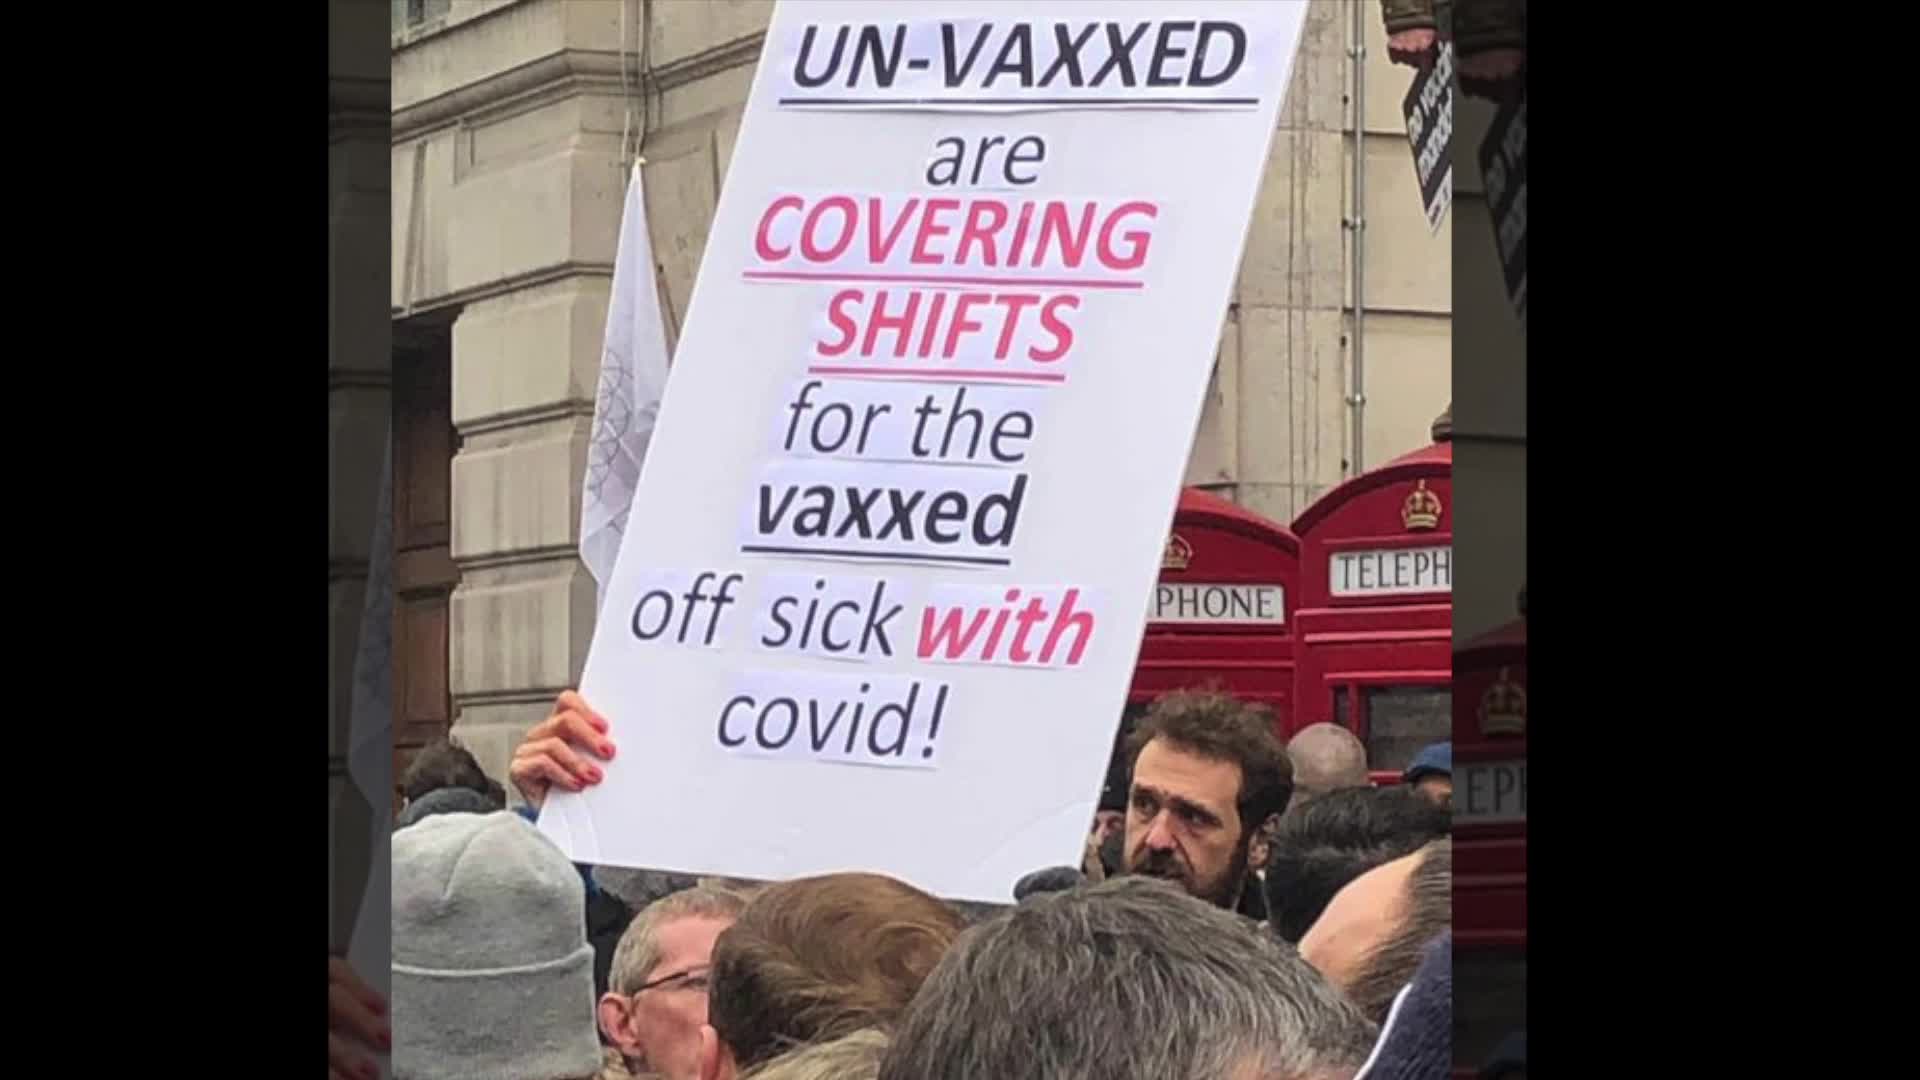 UN-VAXXED
are
COVERING
SHIFTS
for the
vaxxed
off sick with
covid!
PHONE
TELEPH